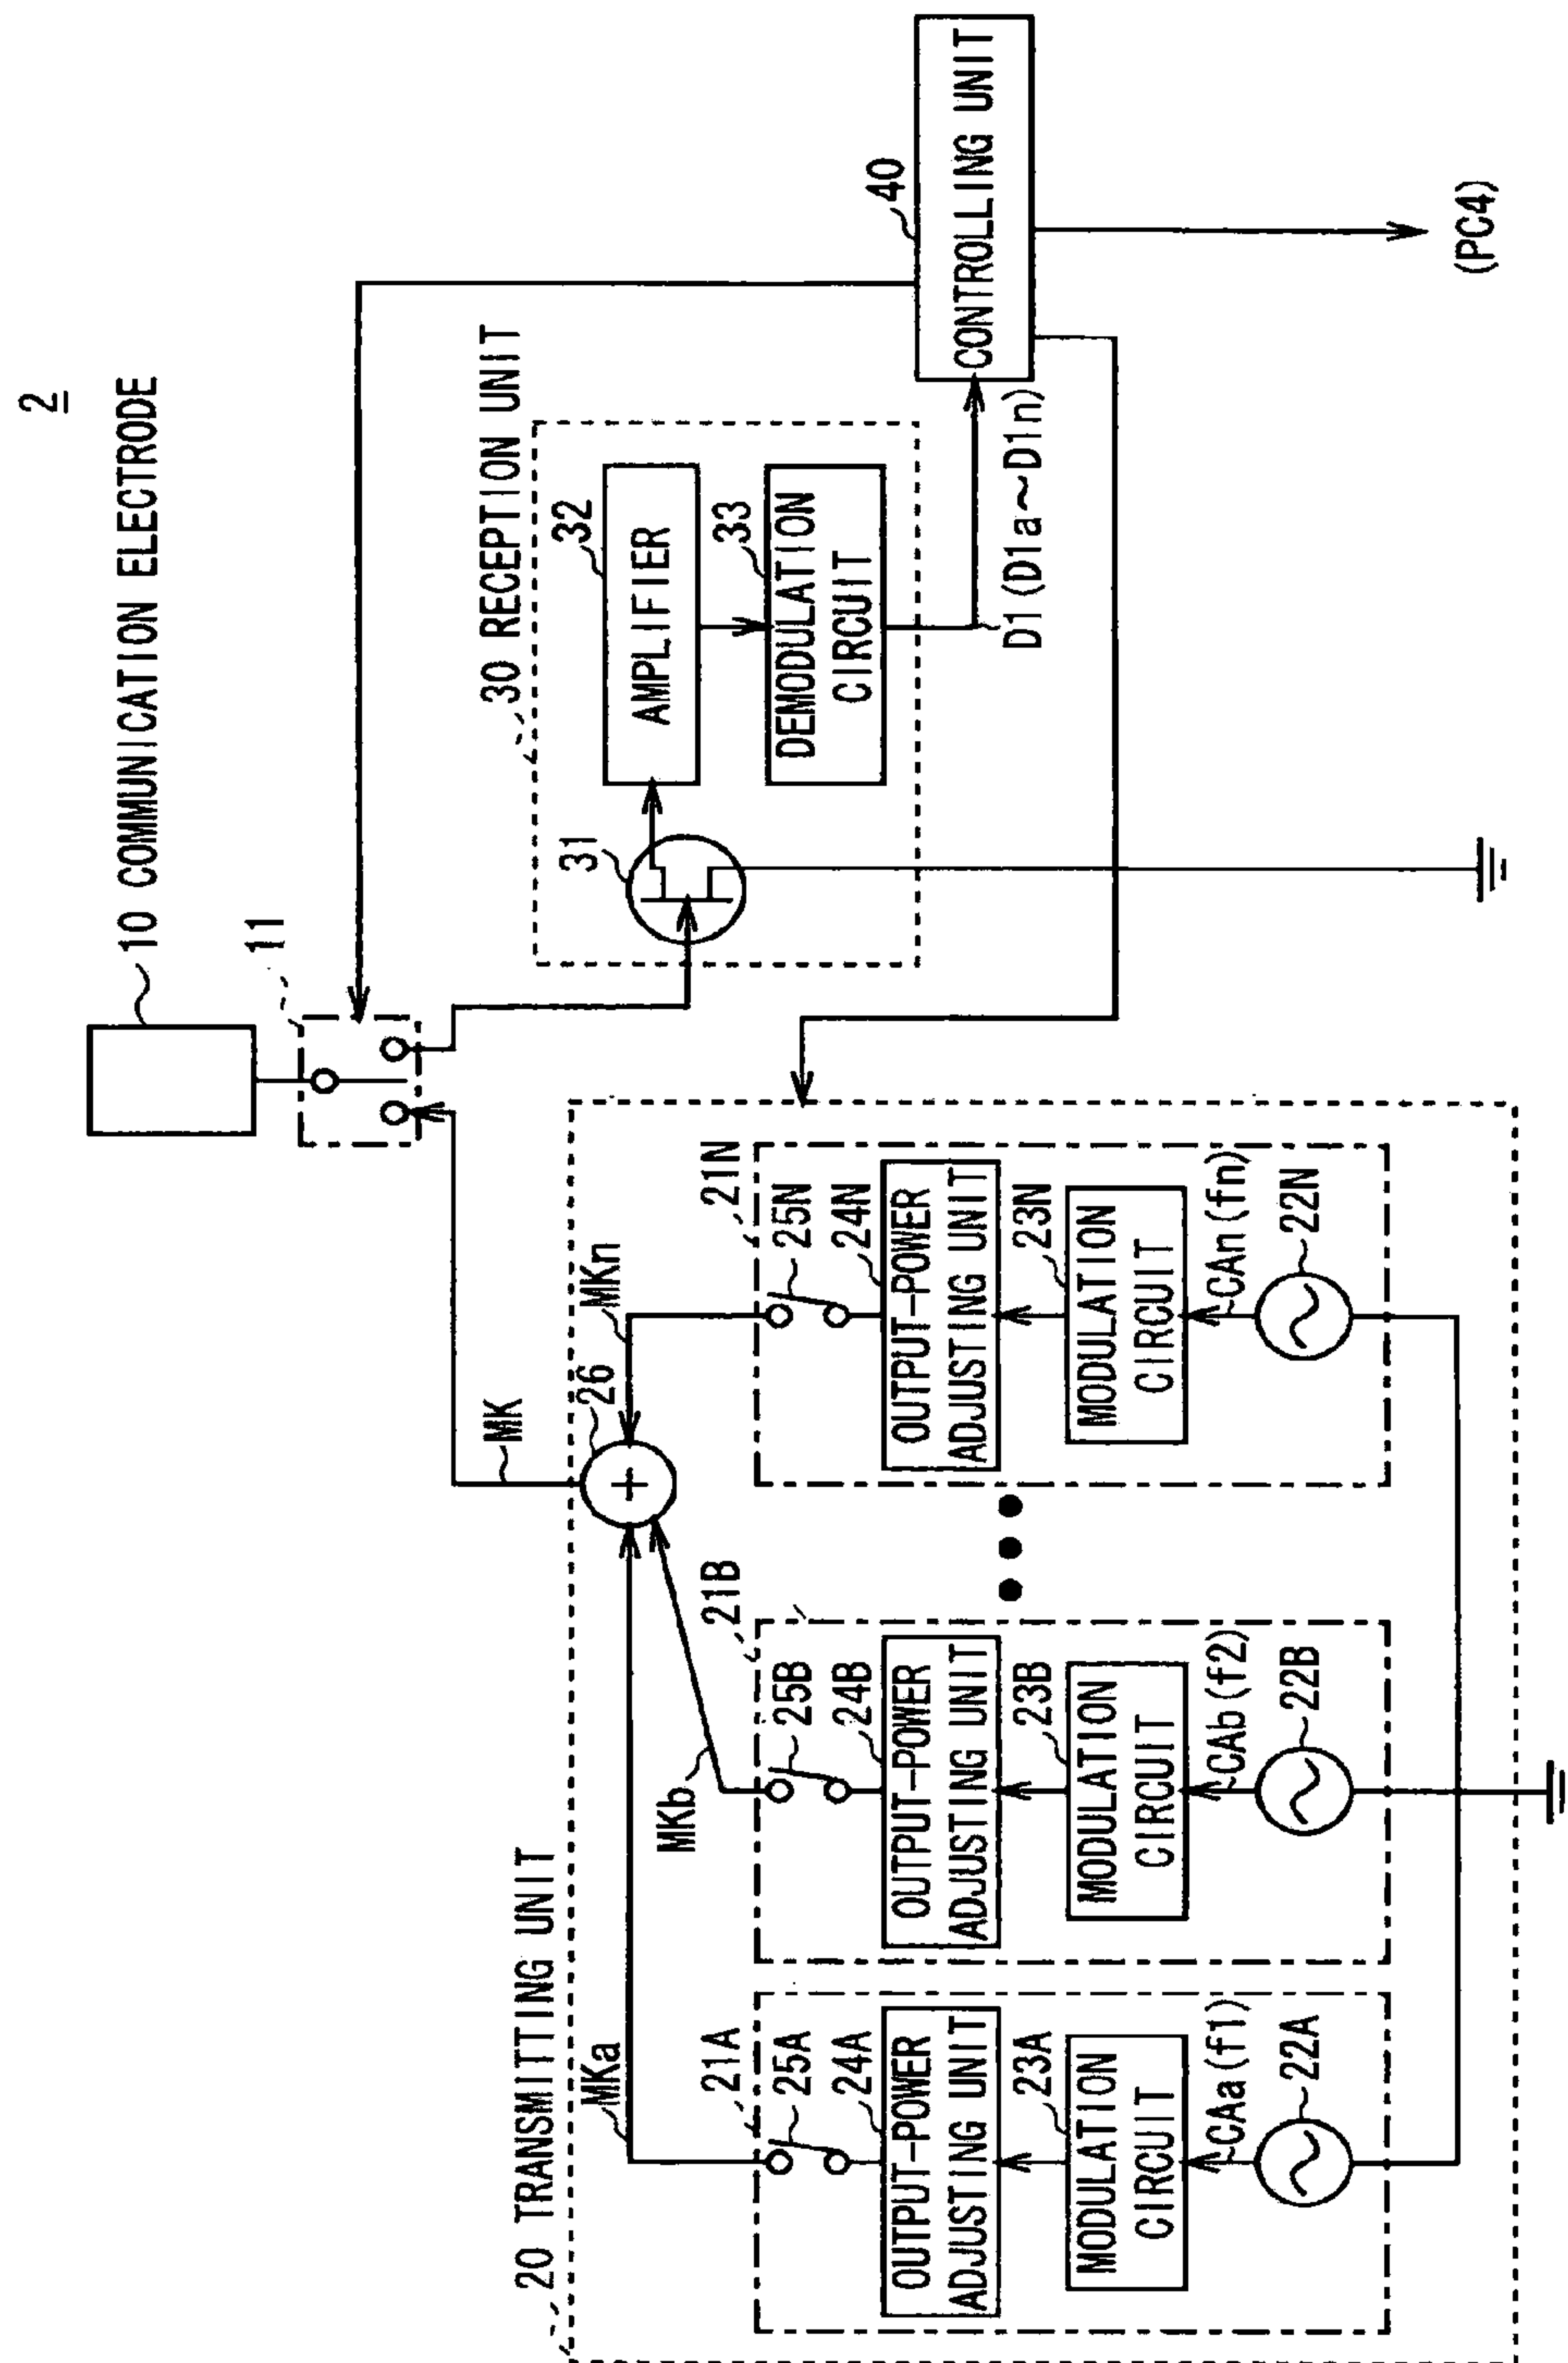 2
10 COMMUNICATION ELECTRODE
11
20 TRANSMITTING UNIT
MK
26
MKa
MKb
MKn
21A
25A
24A
OUTPUT-POWER
ADJUSTING UNIT
23A
MODULATION
CIRCUIT
CAa(f1)
22A
21B
25B
24B
OUTPUT-POWER
ADJUSTING UNIT
23B
MODULATION
CIRCUIT
CAb(f2)
22B
21N
25N
24N
OUTPUT-POWER
ADJUSTING UNIT
23N
MODULATION
CIRCUIT
CAn(fn)
22N
30 RECEPTION UNIT
31
32
AMPLIFIER
33
DEMODULATION
CIRCUIT
D1(D1a~D1n)
40
CONTROLLING UNIT
(PC4)